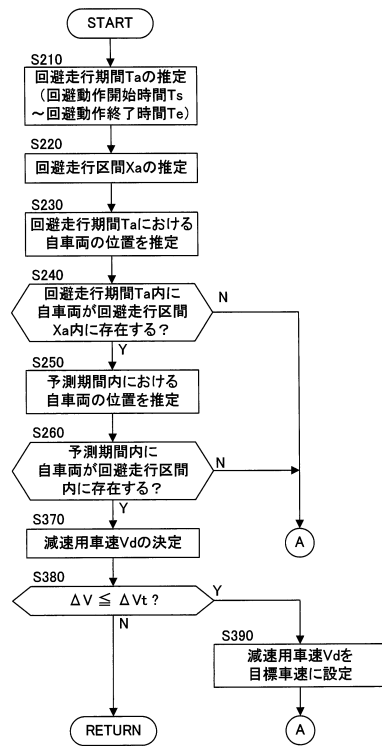 START
S210
回避走行期間Taの推定
(回避動作開始時間Ts
～回避動作終了時間Te)
S220
回避走行区間Xaの推定
S230
回避走行期間Taにおける
自車両の位置を推定
S240
回避走行期間Ta内に
自車両が回避走行区間
Xa内に存在する?
N
Y
S250
予測期間内における
自車両の位置を推定
S260
予測期間内に
自車両が回避走行区間
内に存在する?
N
Y
A
S370
減速用車速Vdの決定
S380
ΔV ≦ ΔVt ?
Y
N
S390
減速用車速Vdを
目標車速に設定
RETURN
A